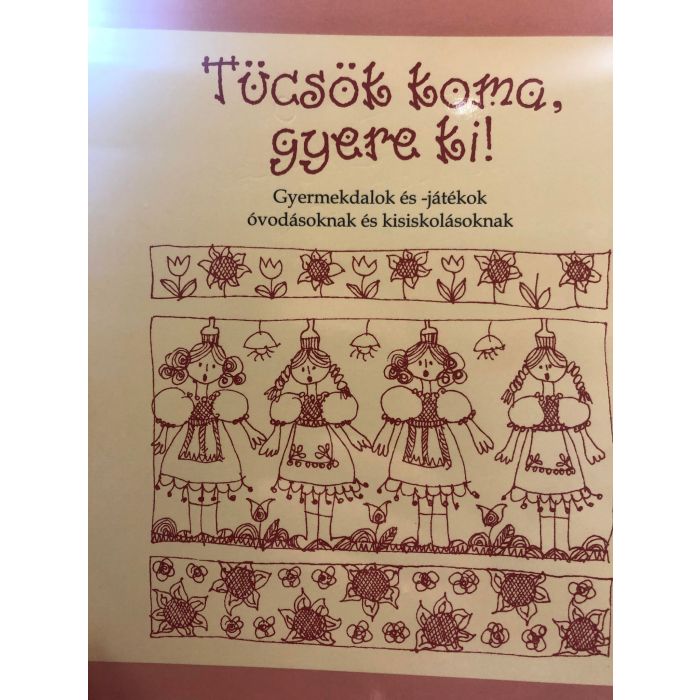 Tücsök koma,
gyere ki!
Gyermekdalok és -játékok
óvodásoknak és kisiskolásoknak